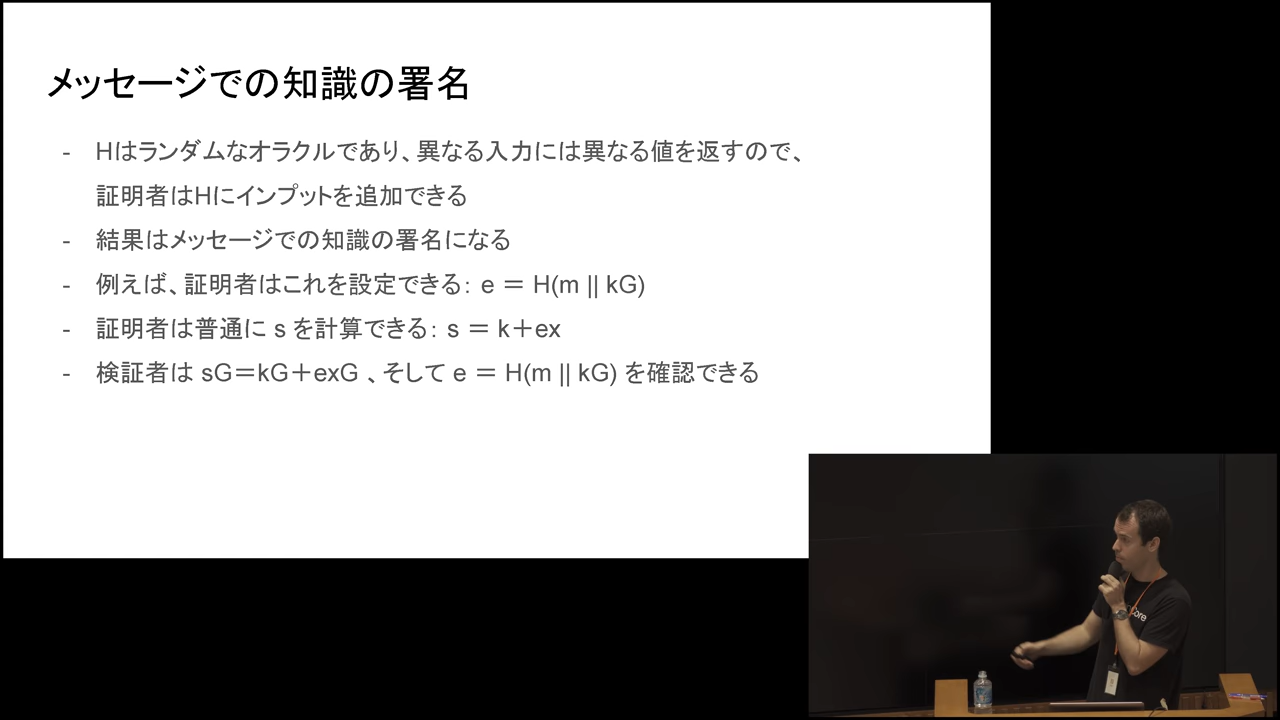 メッセージでの知識の署名
- Hはランダムなオラクルであり、異なる入力には異なる値を返すので、
証明者はHにインプットを追加できる
- 結果はメッセージでの知識の署名になる
- 例えば、証明者はこれを設定できる： e ＝ H(m || kG)
- 証明者は普通に s を計算できる： s ＝ k＋ex
- 検証者は sG＝kG＋exG 、そして e ＝ H(m || kG) を確認できる